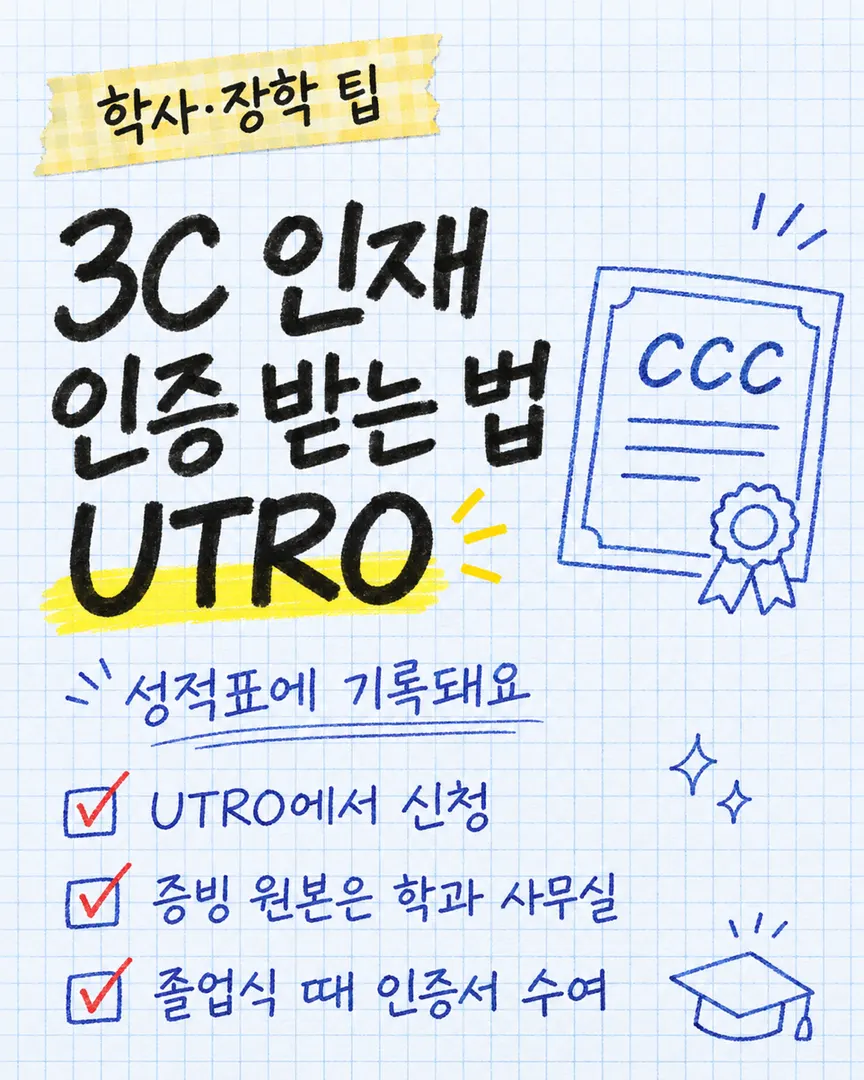 학사·장학 팁
3C 인재
인증 받는 법
UTRO
CCC
성적표에 기록돼요
UTRO에서 신청
증빙 원본은 학과 사무실
졸업식 때 인증서 수여